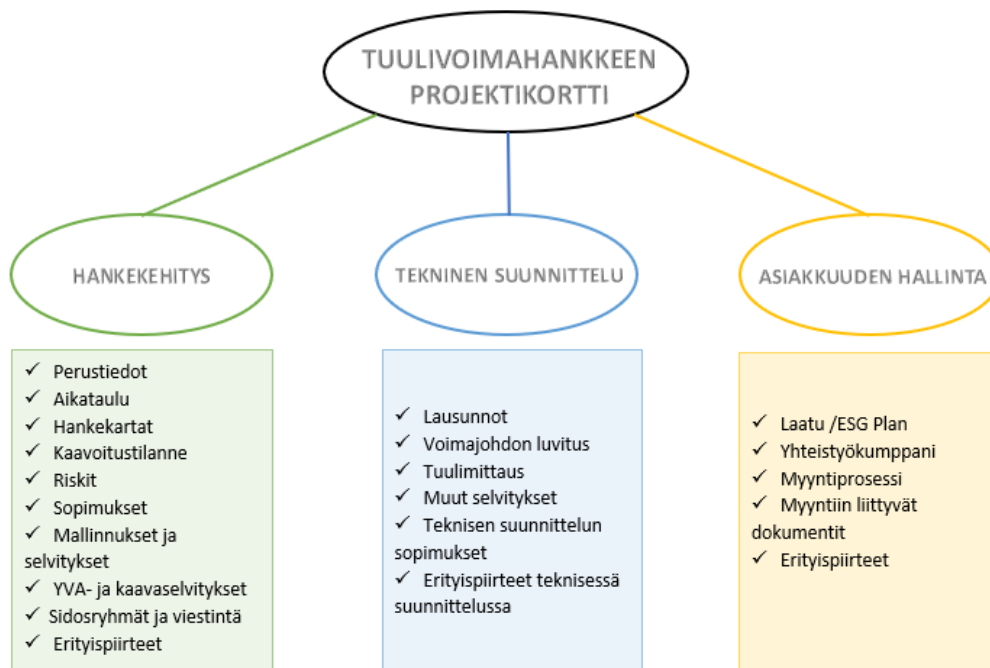 TUULIVOIMAHANKKEEN
PROJEKTIKORTTI
HANKEKEHITYS
TEKNINEN SUUNNITTELU
ASIAKKUUDEN HALLINTA
✓ Perustiedot
✓ Aikataulu
✓ Hankekartat
✓ Kaavoitustilanne
✓ Riskit
✓ Sopimukset
✓ Mallinnukset ja
selvitykset
✓ YVA- ja kaavaselvitykset
✓ Sidosryhmät ja viestintä
✓ Erityispiirteet
✓ Lausunnot
✓ Voimajohdon luvitus
✓ Tuulimittaus
✓ Muut selvitykset
✓ Teknisen suunnittelun
sopimukset
✓ Erityispiirteet teknisessä
suunnittelussa
✓ Laatu /ESG Plan
✓ Yhteistyökumppani
✓ Myyntiprosessi
✓ Myyntiin liittyvät
dokumentit
✓ Erityispiirteet